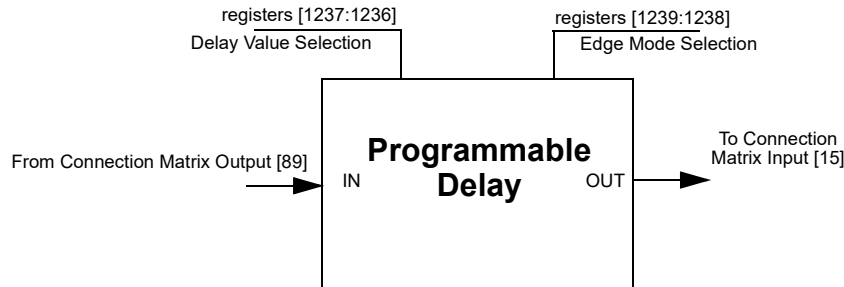 registers [1237:1236]
Delay Value Selection
registers [1239:1238]
Edge Mode Selection
From Connection Matrix Output [89]
IN
Programmable
Delay
OUT
To Connection
Matrix Input [15]